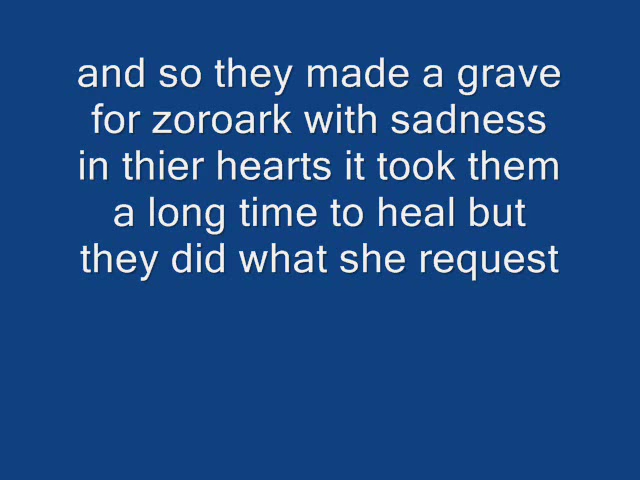 and so they made a grave
for zoroark with sadness
in thier hearts it took them
a long time to heal but
they did what she request